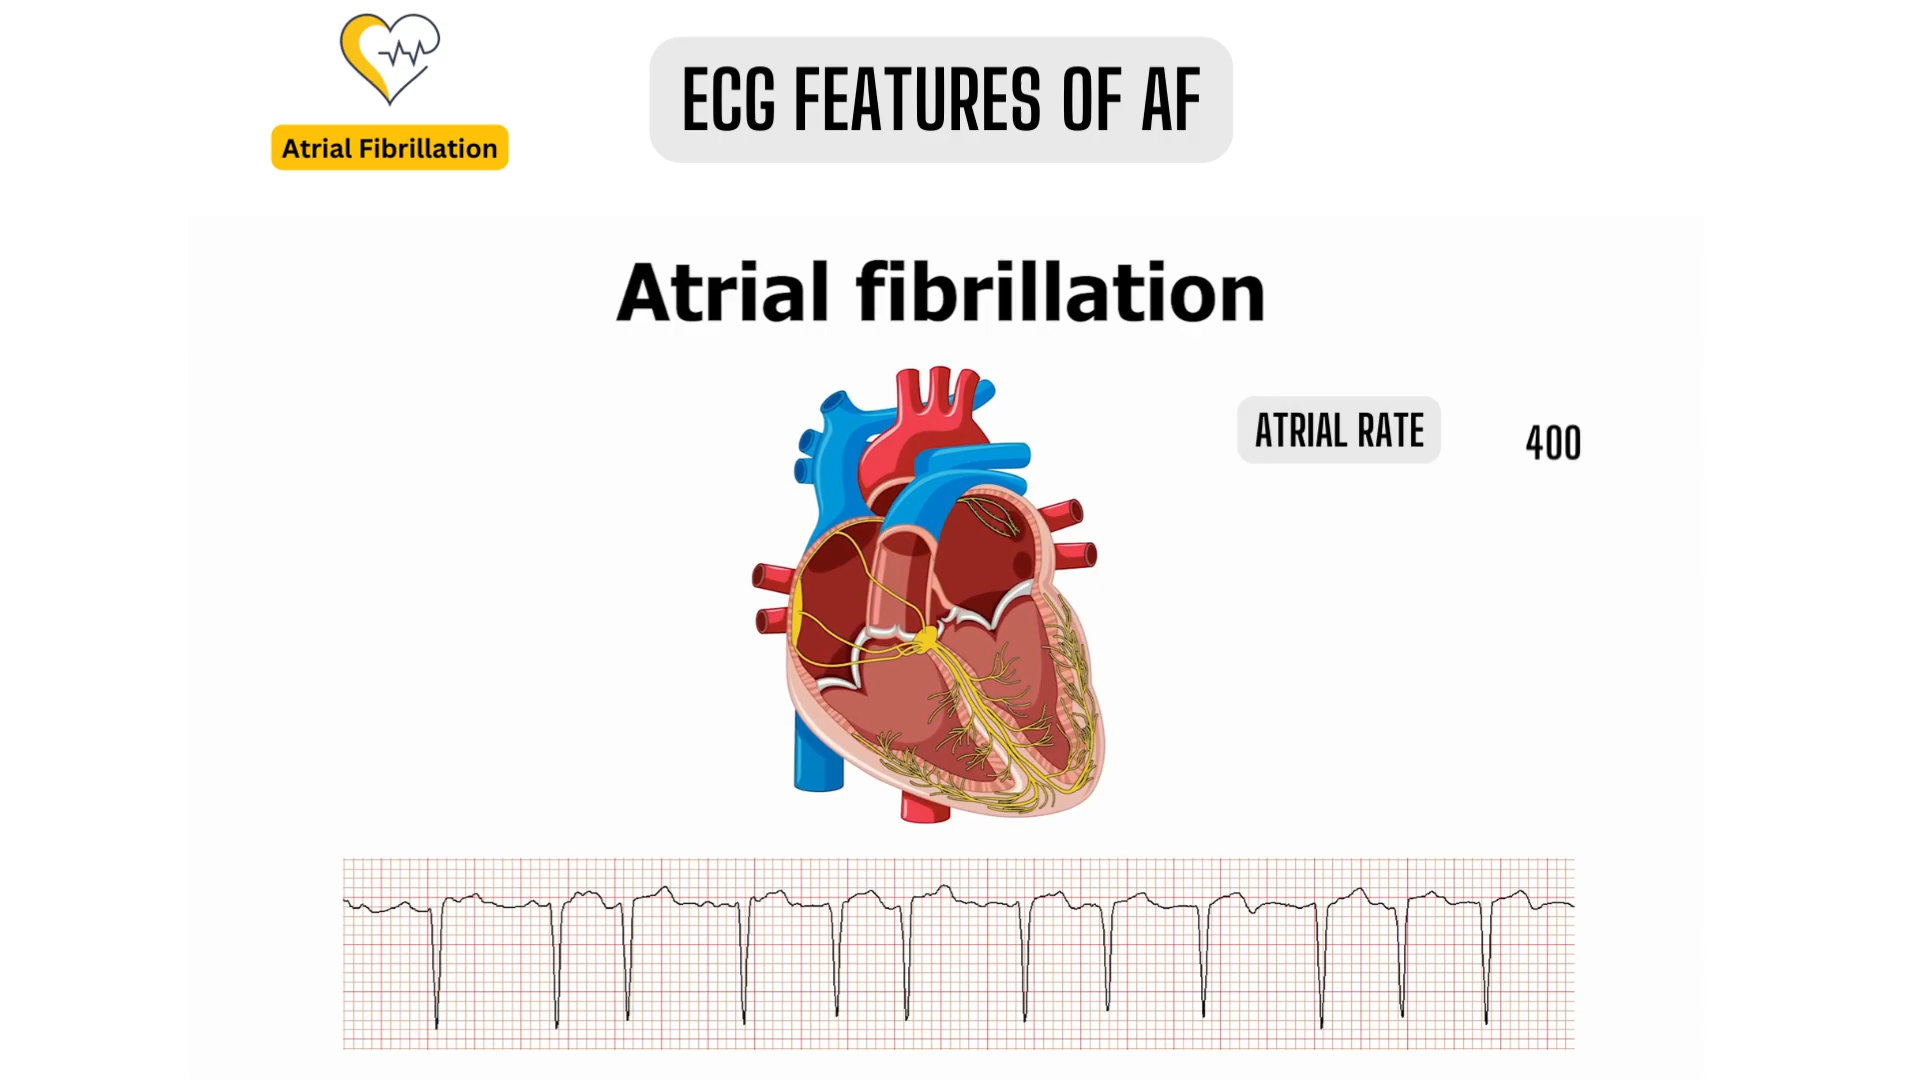 ECG FEATURES OF AF
Atrial Fibrillation
Atrial fibrillation
ATRIAL RATE
400